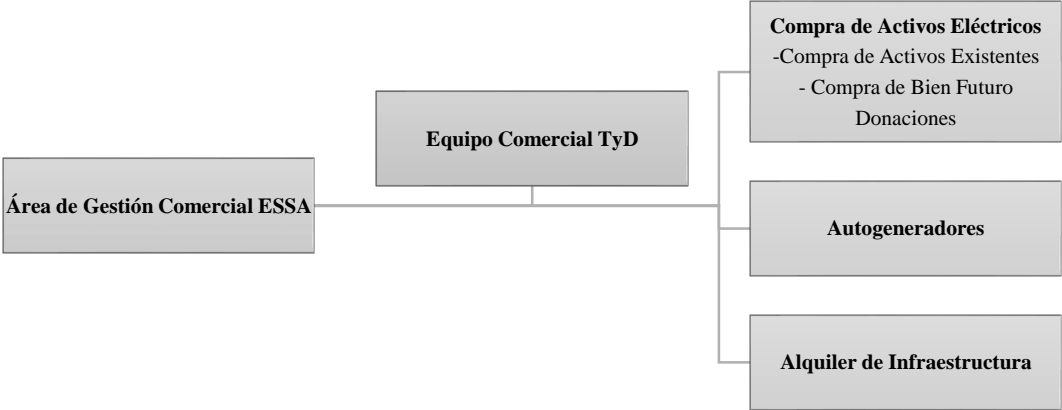 Compra de Activos Eléctricos
-Compra de Activos Existentes
- Compra de Bien Futuro
Donaciones
Equipo Comercial TyD
Área de Gestión Comercial ESSA
Autogeneradores
Alquiler de Infraestructura